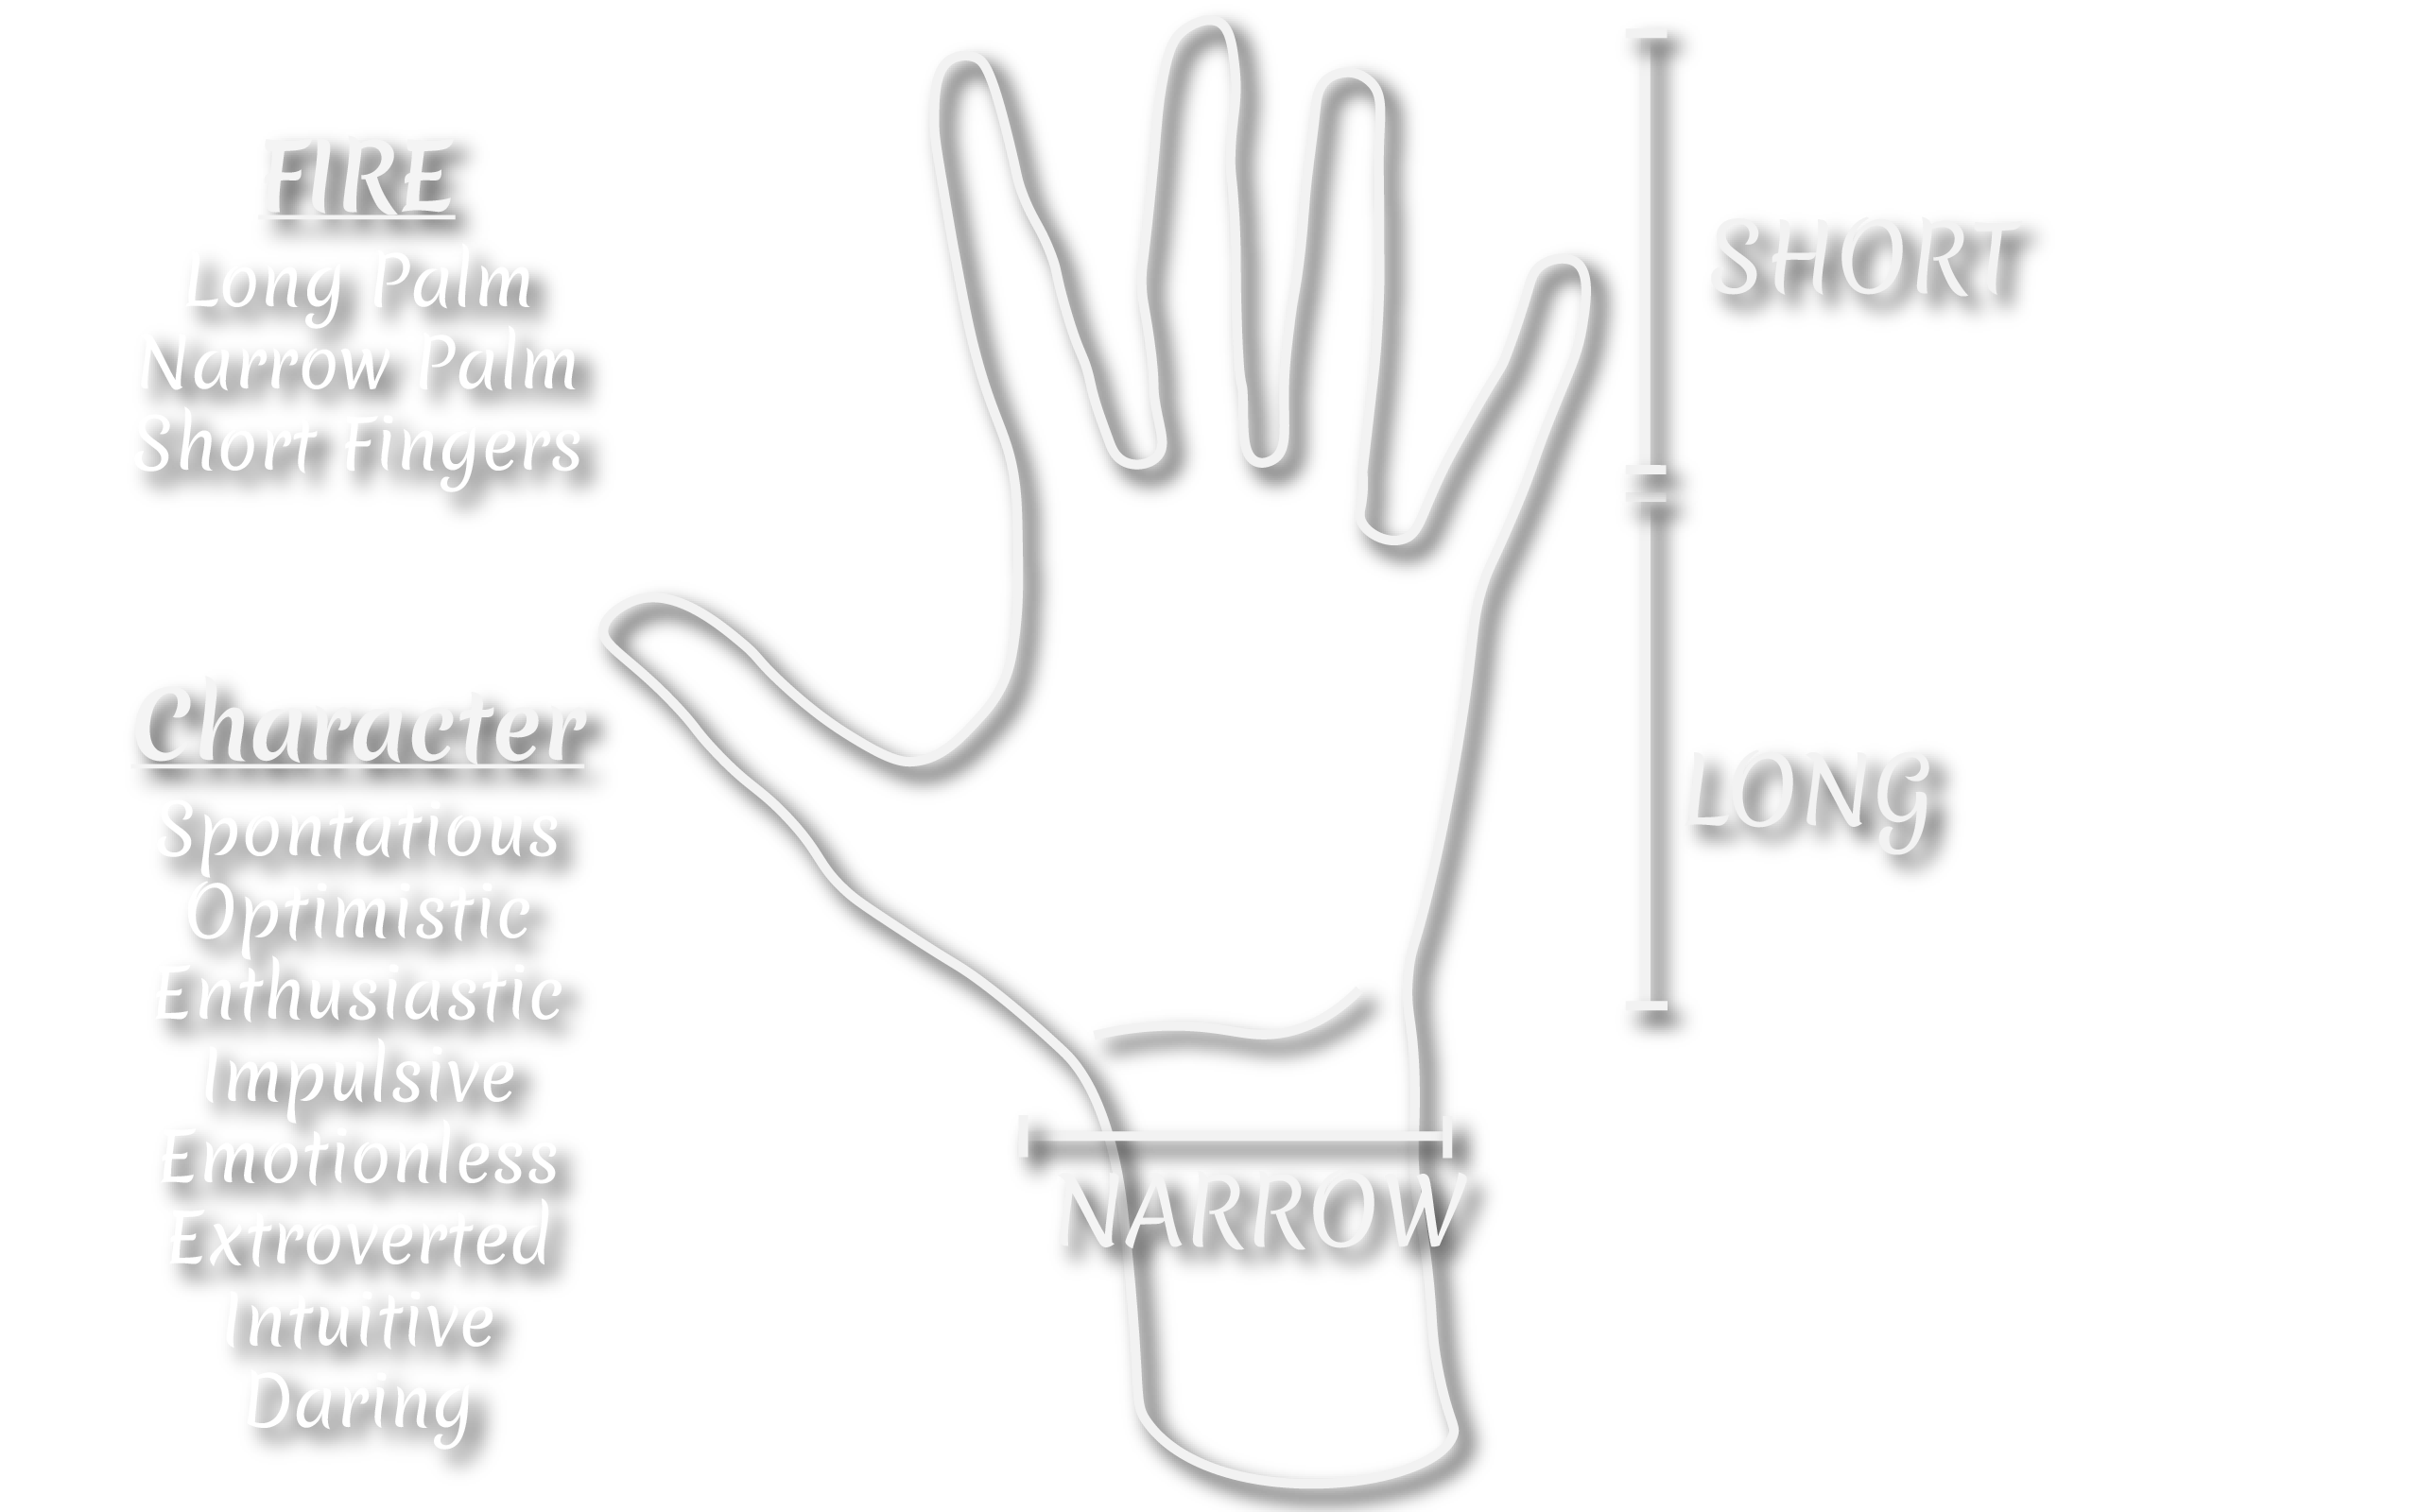 FIRE
Long Palm
Narrow Palm
Short Fingers
Character
Spontatious
Optimistic
Enthusiastic
Impulsive
Emotionless
Extroverted
Intuitive
Daring
SHORT
LONG
NARROW